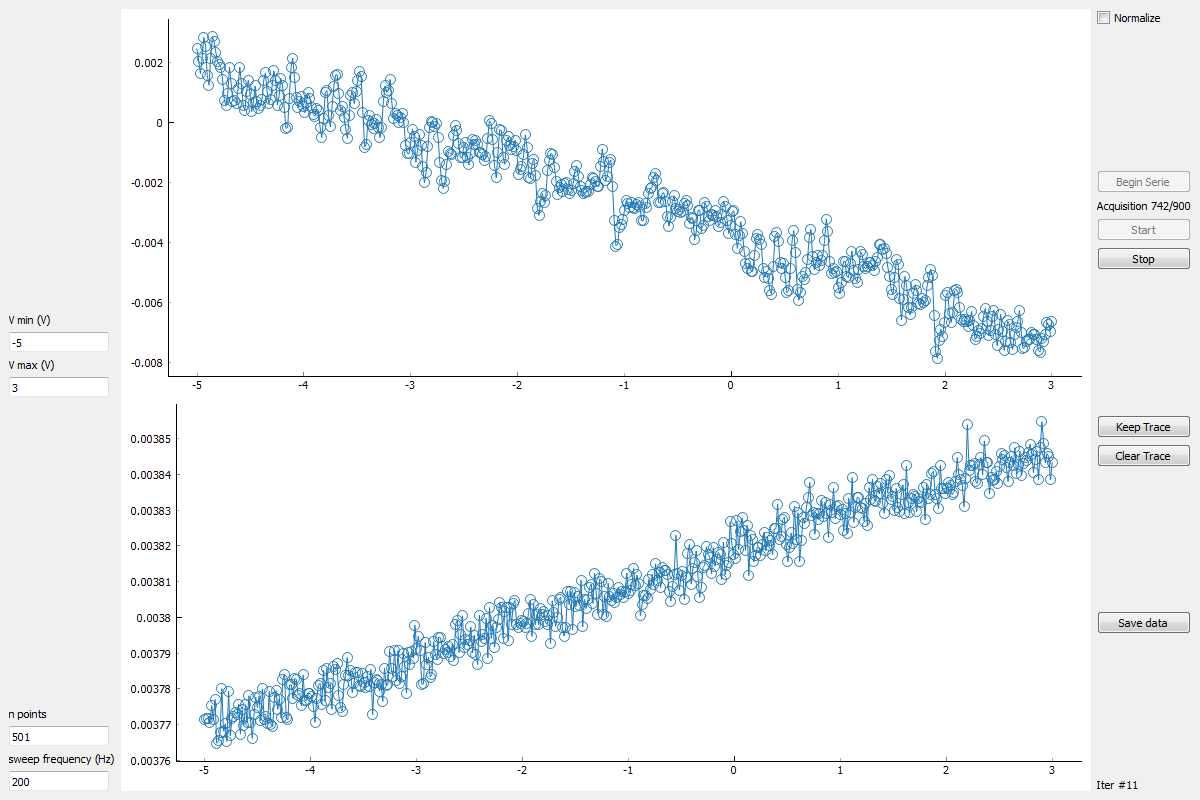 Normalize
0.002
0
-0.002
-0.004
-0.006
-0.008
-5 -4 -3 -2 -1 0 1 2 3
Begin Serie
Acquisition 742/900
Start
Stop
V min (V)
-5
V max (V)
3
0.00385
0.00384
0.00383
0.00382
0.00381
0.0038
0.00379
0.00378
0.00377
0.00376
-5 -4 -3 -2 -1 0 1 2 3
Keep Trace
Clear Trace
Save data
n points
501
sweep frequency (Hz)
200
Iter #11